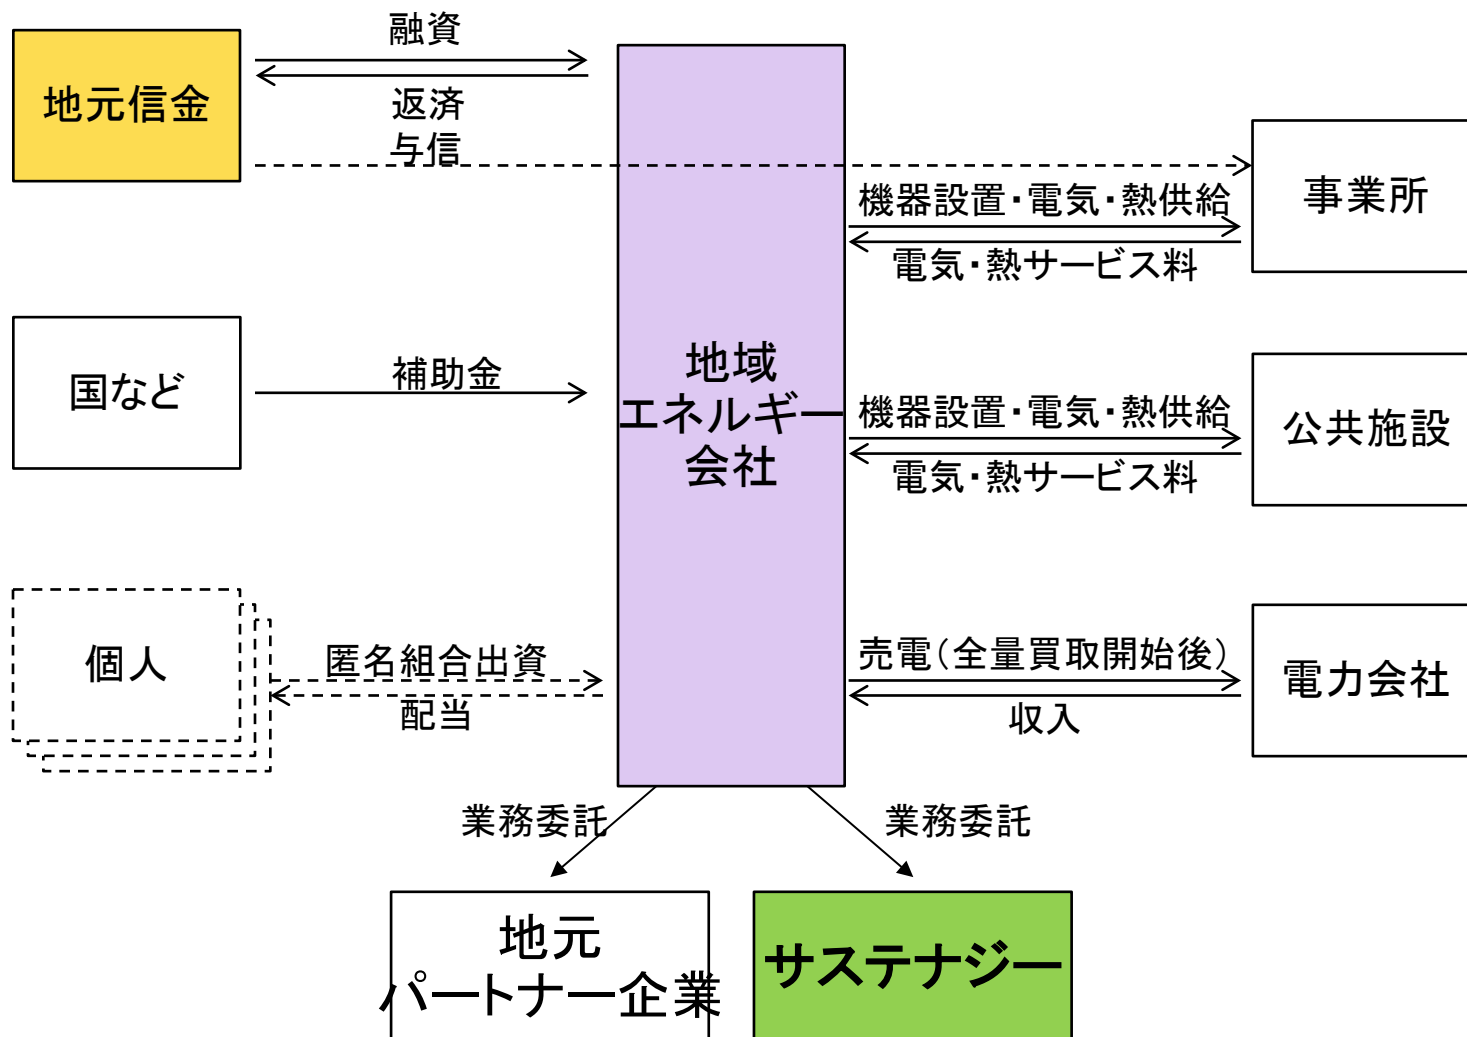 融資
地元信金
返済
与信
事業所
機器設置・電気・熱供給
電気・熱サービス料
国など
補助金
地域
エネルギー
会社
機器設置・電気・熱供給
電気・熱サービス料
公共施設
個人
匿名組合出資
配当
売電(全量買取開始後)
収入
電力会社
業務委託
業務委託
地元
パートナー企業
サステナジー